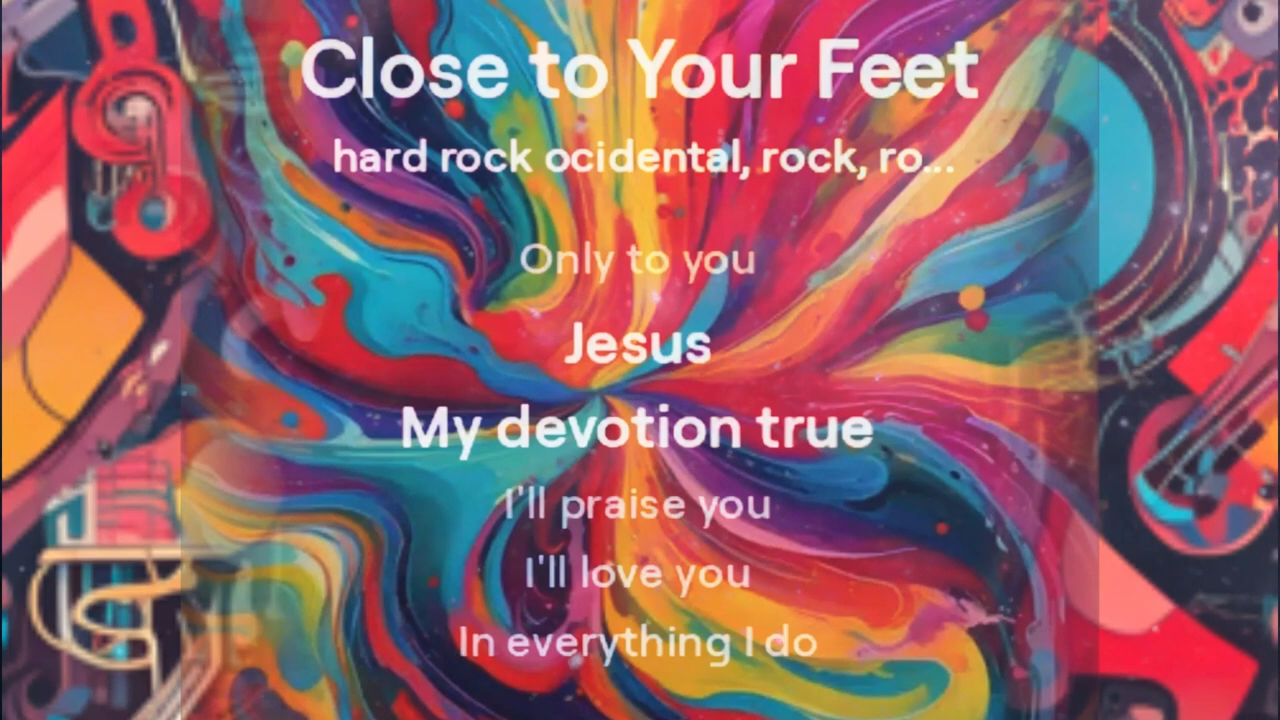 Close to Your Feet
hard rock ocidental, rock, ro...
Only to you
Jesus
My devotion true
I'll praise you
I'll love you
In everything I do